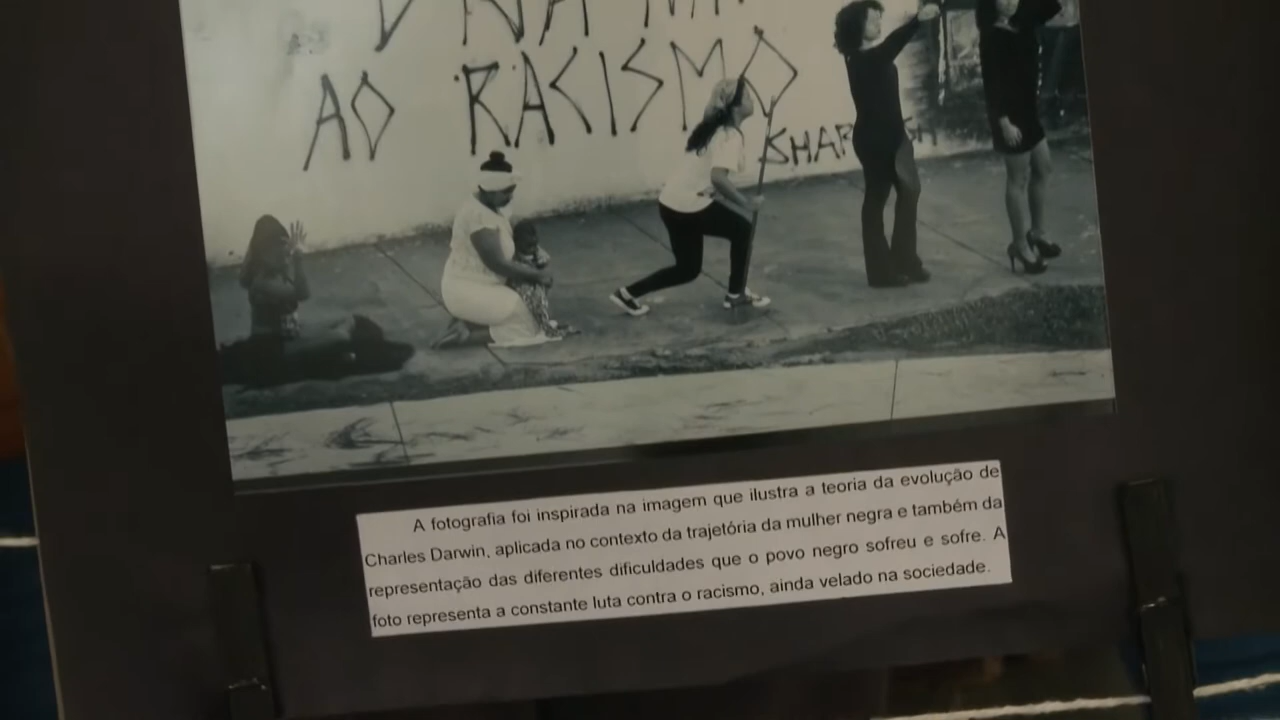 AO RACISMO
A fotografia foi inspirada na imagem que ilustra a teoria da evolução de
Charles Darwin, aplicada no contexto da trajetória da mulher negra e também da
representação das diferentes dificuldades que o povo negro sofreu e sofre. A
foto representa a constante luta contra o racismo, ainda velado na sociedade.